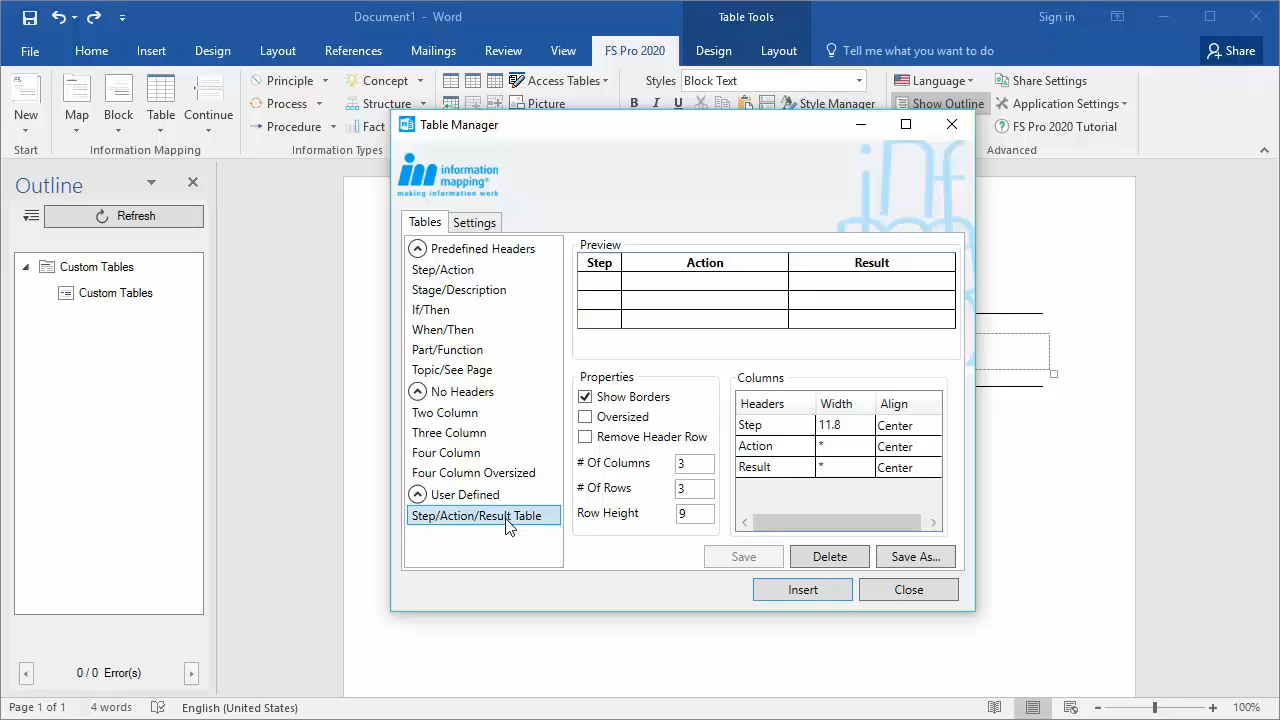 Document1 - Word
Table Tools
Sign in
File
Home
Insert
Design
Layout
References
Mailings
Review
View
FS Pro 2020
Design
Layout
Tell me what you want to do
Share
New
Map
Block
Table
Continue
Principle
Process
Procedure
Concept
Structure
Fact
Access Tables
Picture
Styles
Block Text
B I U
Style Manager
Language
Show Outline
Share Settings
Application Settings
FS Pro 2020 Tutorial
Start
Information Mapping
Information Types
Advanced
Outline
Refresh
Custom Tables
Custom Tables
0 / 0 Error(s)
Table Manager
information
mapping®
making information work
Tables
Settings
Predefined Headers
Step/Action
Stage/Description
If/Then
When/Then
Part/Function
Topic/See Page
No Headers
Two Column
Three Column
Four Column
Four Column Oversized
User Defined
Step/Action/Result Table
Preview
Step Action Result
Properties
Show Borders
Oversized
Remove Header Row
# Of Columns 3
# Of Rows 3
Row Height 9
Columns
Headers Width Align
Step 11.8 Center
Action * Center
Result * Center
Save
Delete
Save As...
Insert
Close
Page 1 of 1
4 words
English (United States)
100%